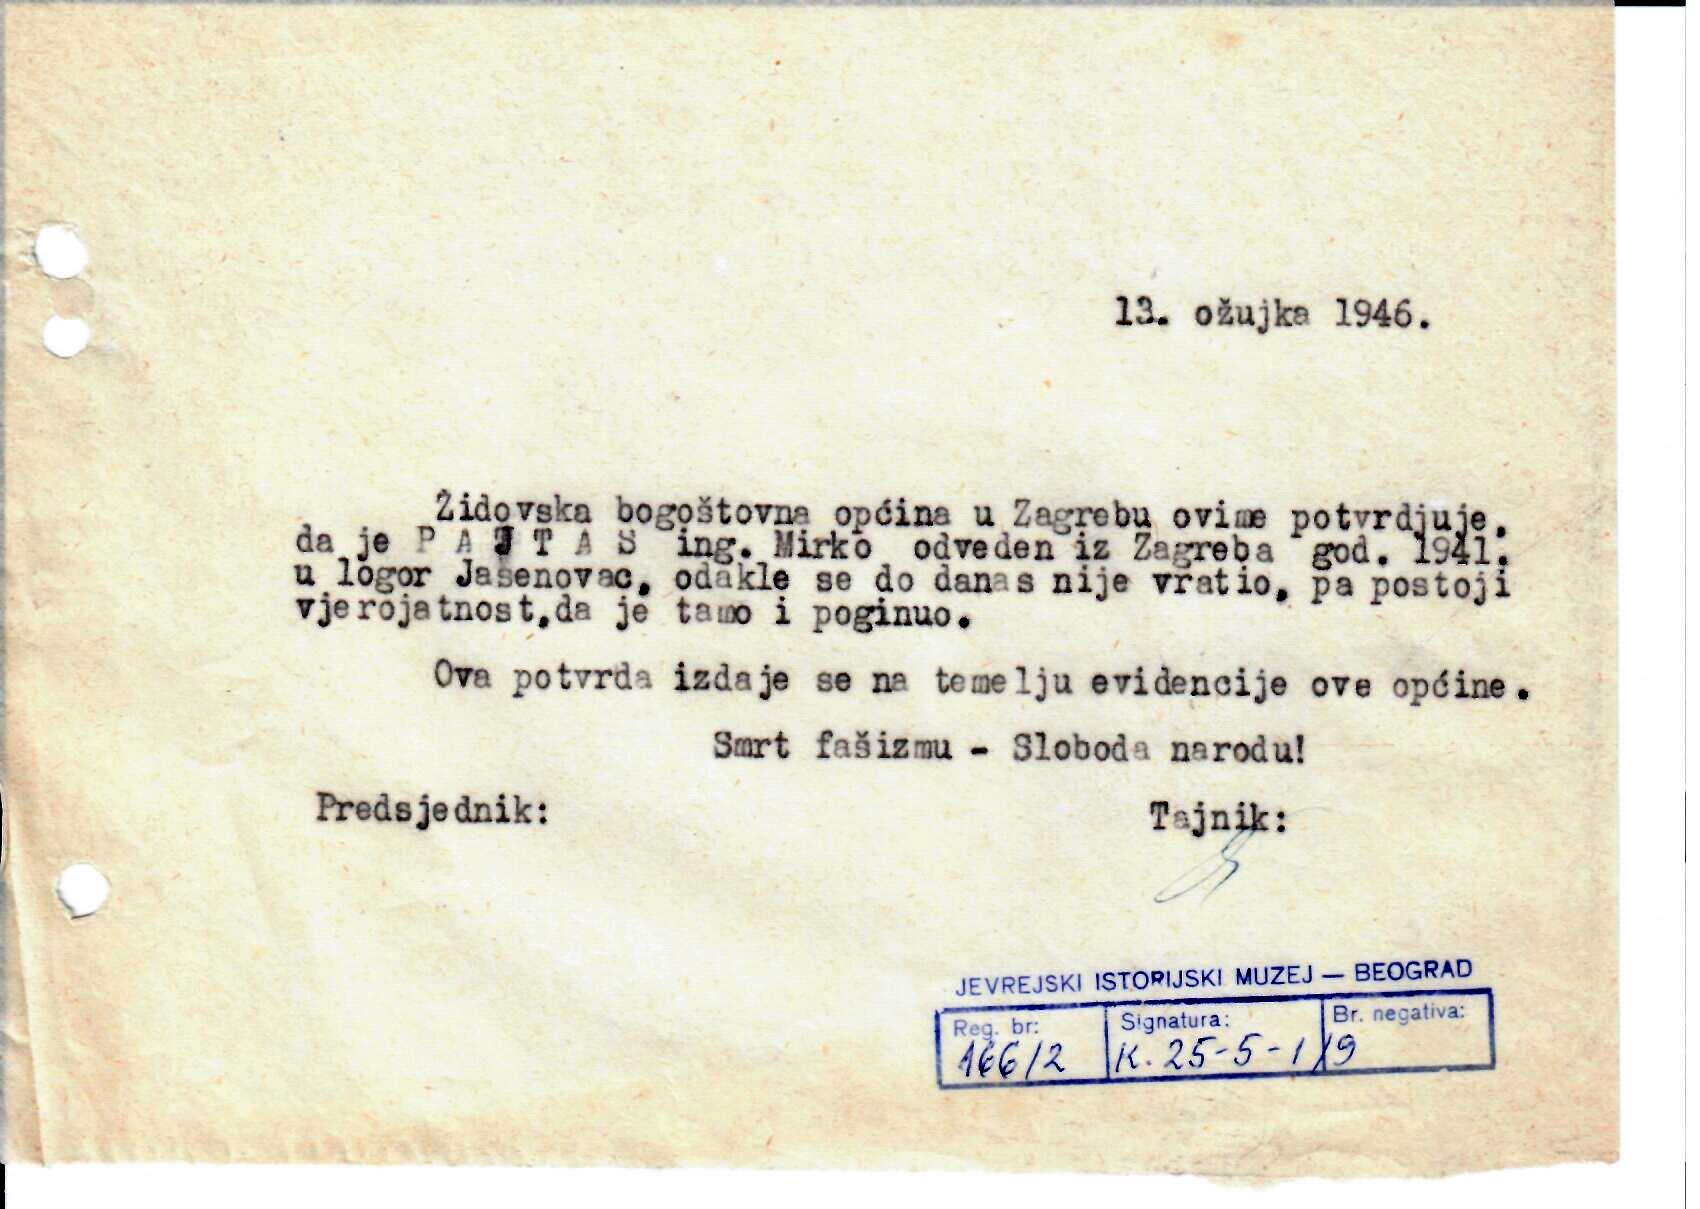 13. ožujka 1946.
Židovska bogoštovna općina u Zagrebu ovime potvrdjuje,
da je P A J T A S ing. Mirko odveden iz Zagreba god. 1941.
u logor Jasenovac, odakle se do danas nije vratio, pa postoji
vjerojatnost,da je tamo i poginuo.
Ova potvrda izdaje se na temelju evidencije ove općine.
Smrt fašizmu - Sloboda narodu!
Predsjednik: Tajnik:
JEVREJSKI ISTORIJSKI MUZEJ — BEOGRAD
Reg. br: Signatura: Br. negativa:
166/2 K. 25-5-1/9